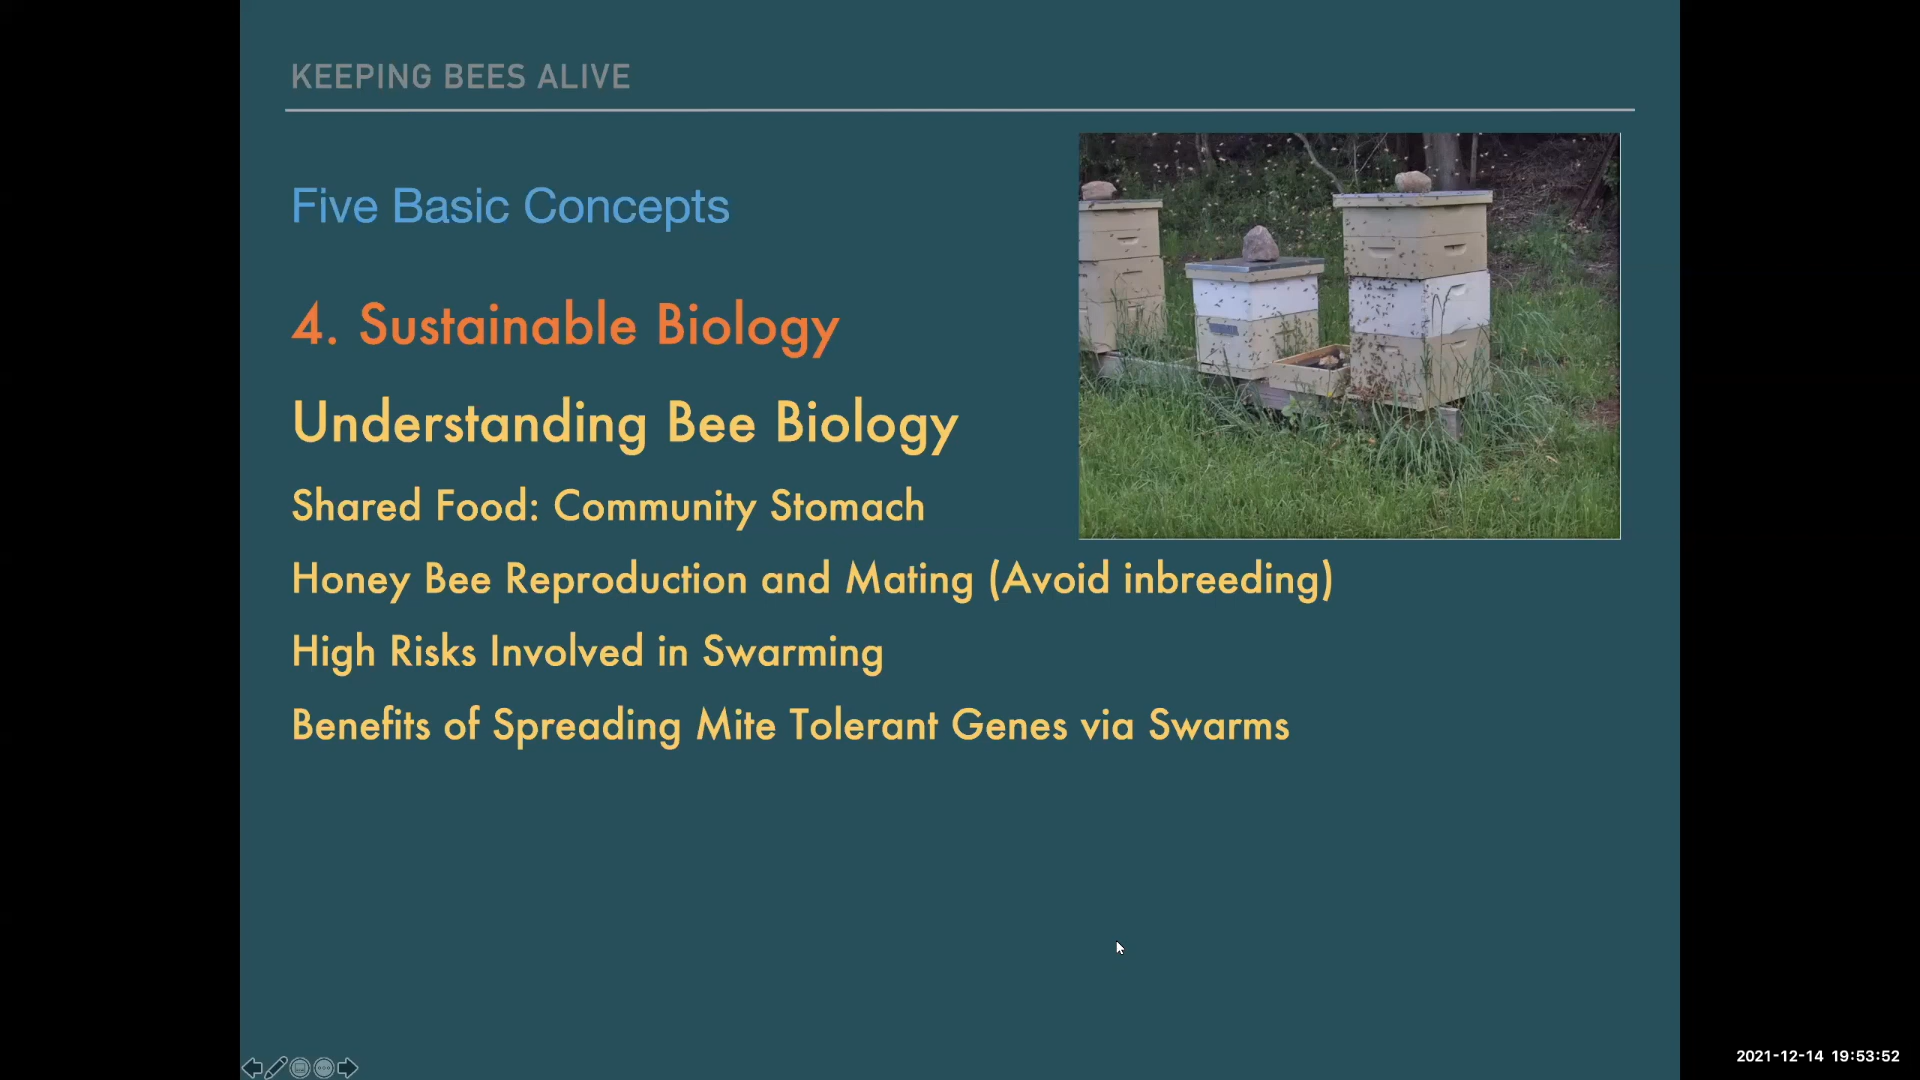 KEEPING BEES ALIVE
Five Basic Concepts
4. Sustainable Biology
Understanding Bee Biology
Shared Food: Community Stomach
Honey Bee Reproduction and Mating (Avoid inbreeding)
High Risks Involved in Swarming
Benefits of Spreading Mite Tolerant Genes via Swarms
2021-12-14 19:53:52